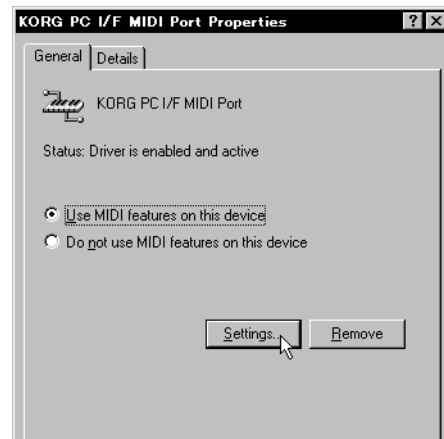 KORG PC I/F MIDI Port Properties
General Details
KORG PC I/F MIDI Port
Status: Driver is enabled and active
Use MIDI features on this device
Do not use MIDI features on this device
Settings... Remove